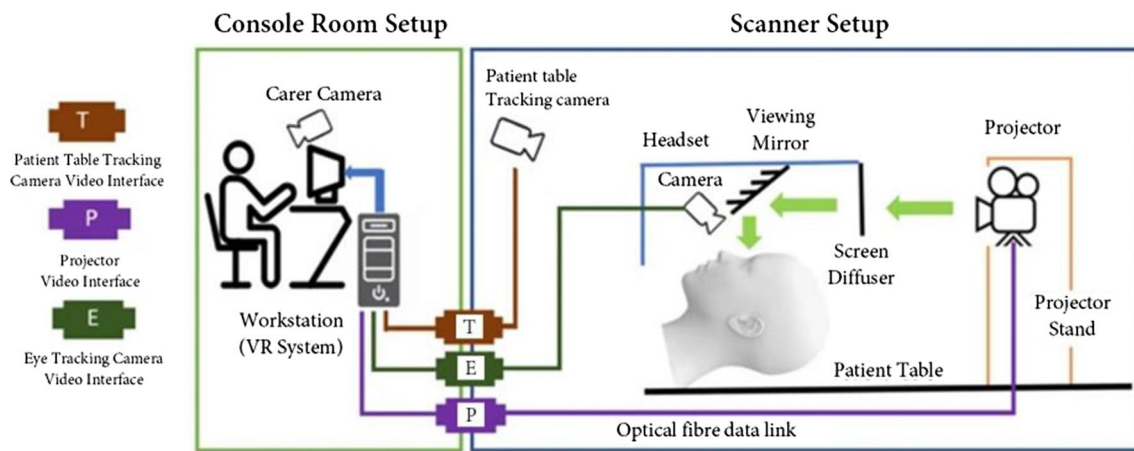 Console Room Setup
Scanner Setup
T
Patient Table Tracking
Camera Video Interface
P
Projector
Video Interface
E
Eye Tracking Camera
Video Interface
Carer Camera
Workstation
(VR System)
Patient table
Tracking camera
Headset
Camera
Viewing
Mirror
Screen
Diffuser
Projector
Projector
Stand
Patient Table
T
E
P
Optical fibre data link